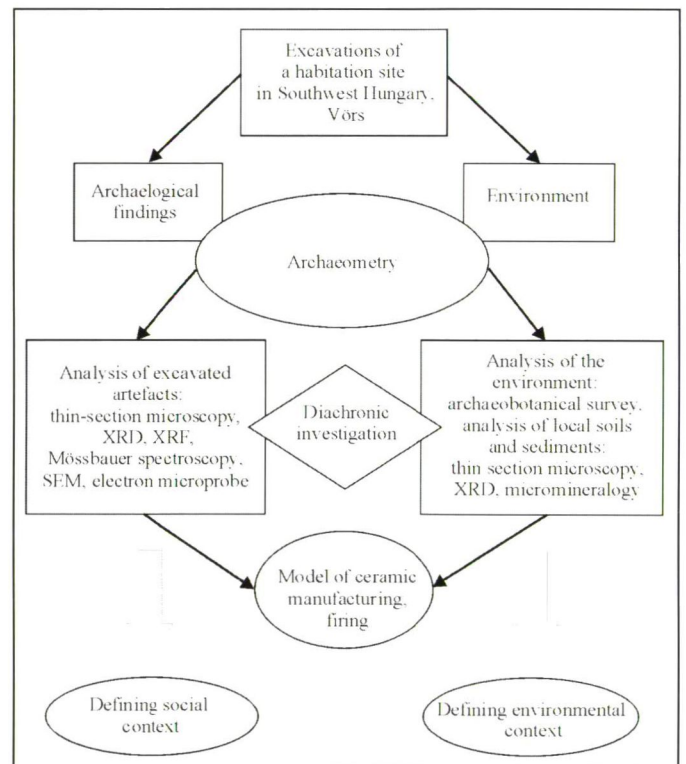 Excavations of
a habitation site
in Southwest Hungary,
Vörs
Archaelogical
findings
Environment
Archaeometry
Analysis of excavated
artefacts:
thin-section microscopy,
XRD, XRF,
Mössbauer spectroscopy,
SEM, electron microprobe
Diachronic
investigation
Analysis of the
environment:
archaeobotanical survey,
analysis of local soils
and sediments:
thin section microscopy,
XRD, micromineralogy
Model of ceramic
manufacturing,
firing
Defining social
context
Defining environmental
context